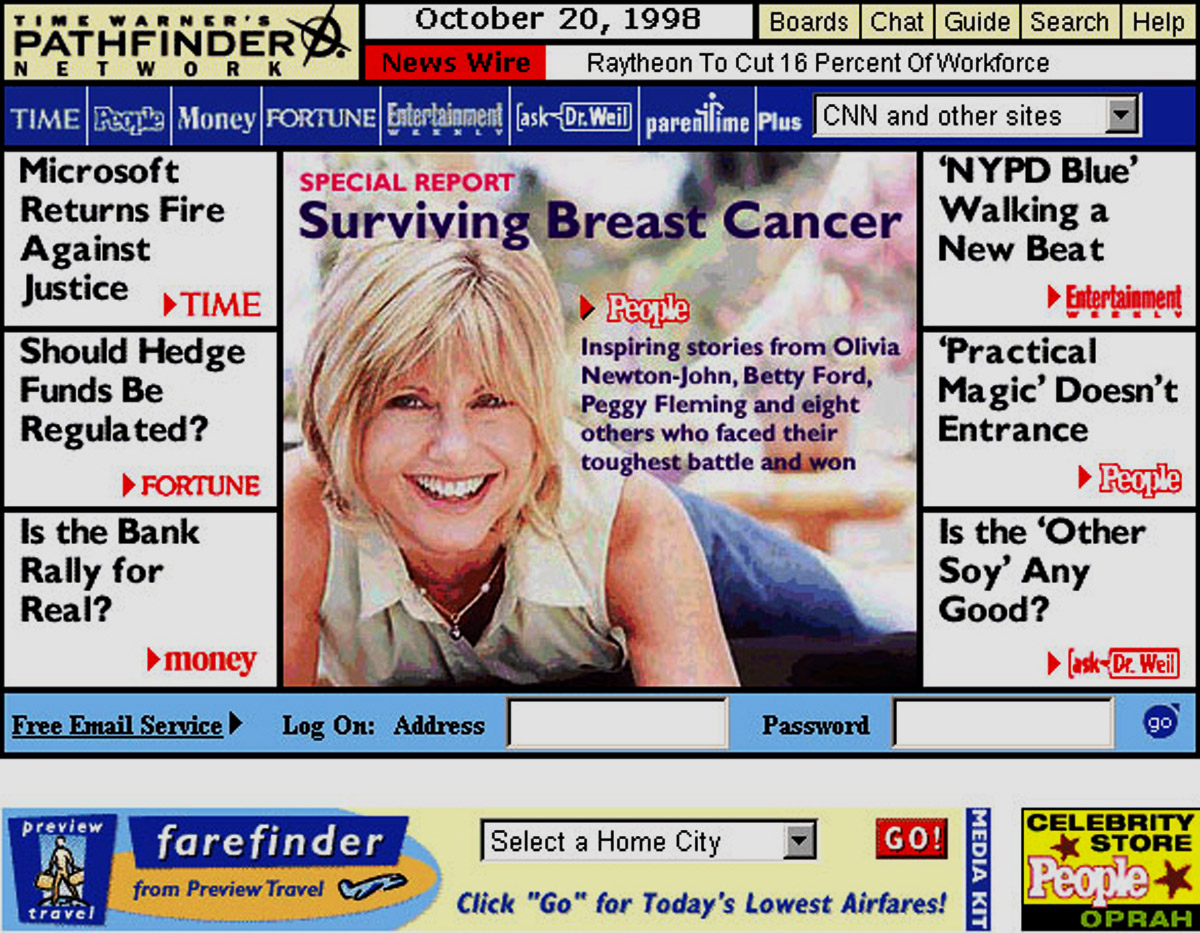 TIME WARNER'S
PATHFINDER
NETWORK
October 20, 1998
Boards
Chat
Guide
Search
Help
News Wire
Raytheon To Cut 16 Percent Of Workforce
TIME
People
Money
FORTUNE
Entertainment
WEEKLY
ask Dr. Weil
parentime
Plus
CNN and other sites
Microsoft
Returns Fire
Against
Justice
TIME
Should Hedge
Funds Be
Regulated?
FORTUNE
Is the Bank
Rally for
Real?
money
SPECIAL REPORT
Surviving Breast Cancer
People
Inspiring stories from Olivia
Newton-John, Betty Ford,
Peggy Fleming and eight
others who faced their
toughest battle and won
‘NYPD Blue’
Walking a
New Beat
Entertainment
WEEKLY
‘Practical
Magic’ Doesn’t
Entrance
People
Is the ‘Other
Soy’ Any
Good?
ask Dr. Weil
Free Email Service
Log On:
Address
Password
go
preview
travel
farefinder
from Preview Travel
Select a Home City
GO!
Click "Go" for Today's Lowest Airfares!
MEDIA KIT
CELEBRITY
STORE
People
OPRAH